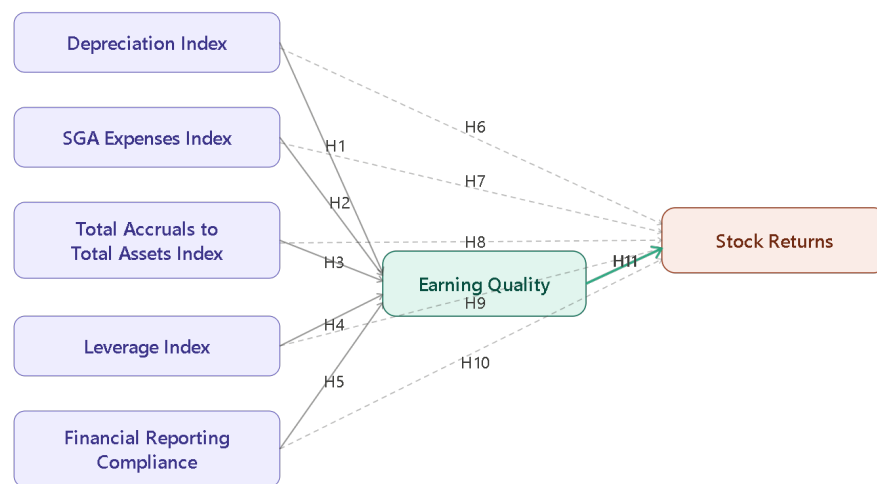 Depreciation Index
H6
SGA Expenses Index
H1
H7
H2
Total Accruals to
Total Assets Index
H8
Stock Returns
H3
H11
Earning Quality
H9
H4
Leverage Index
H10
H5
Financial Reporting
Compliance